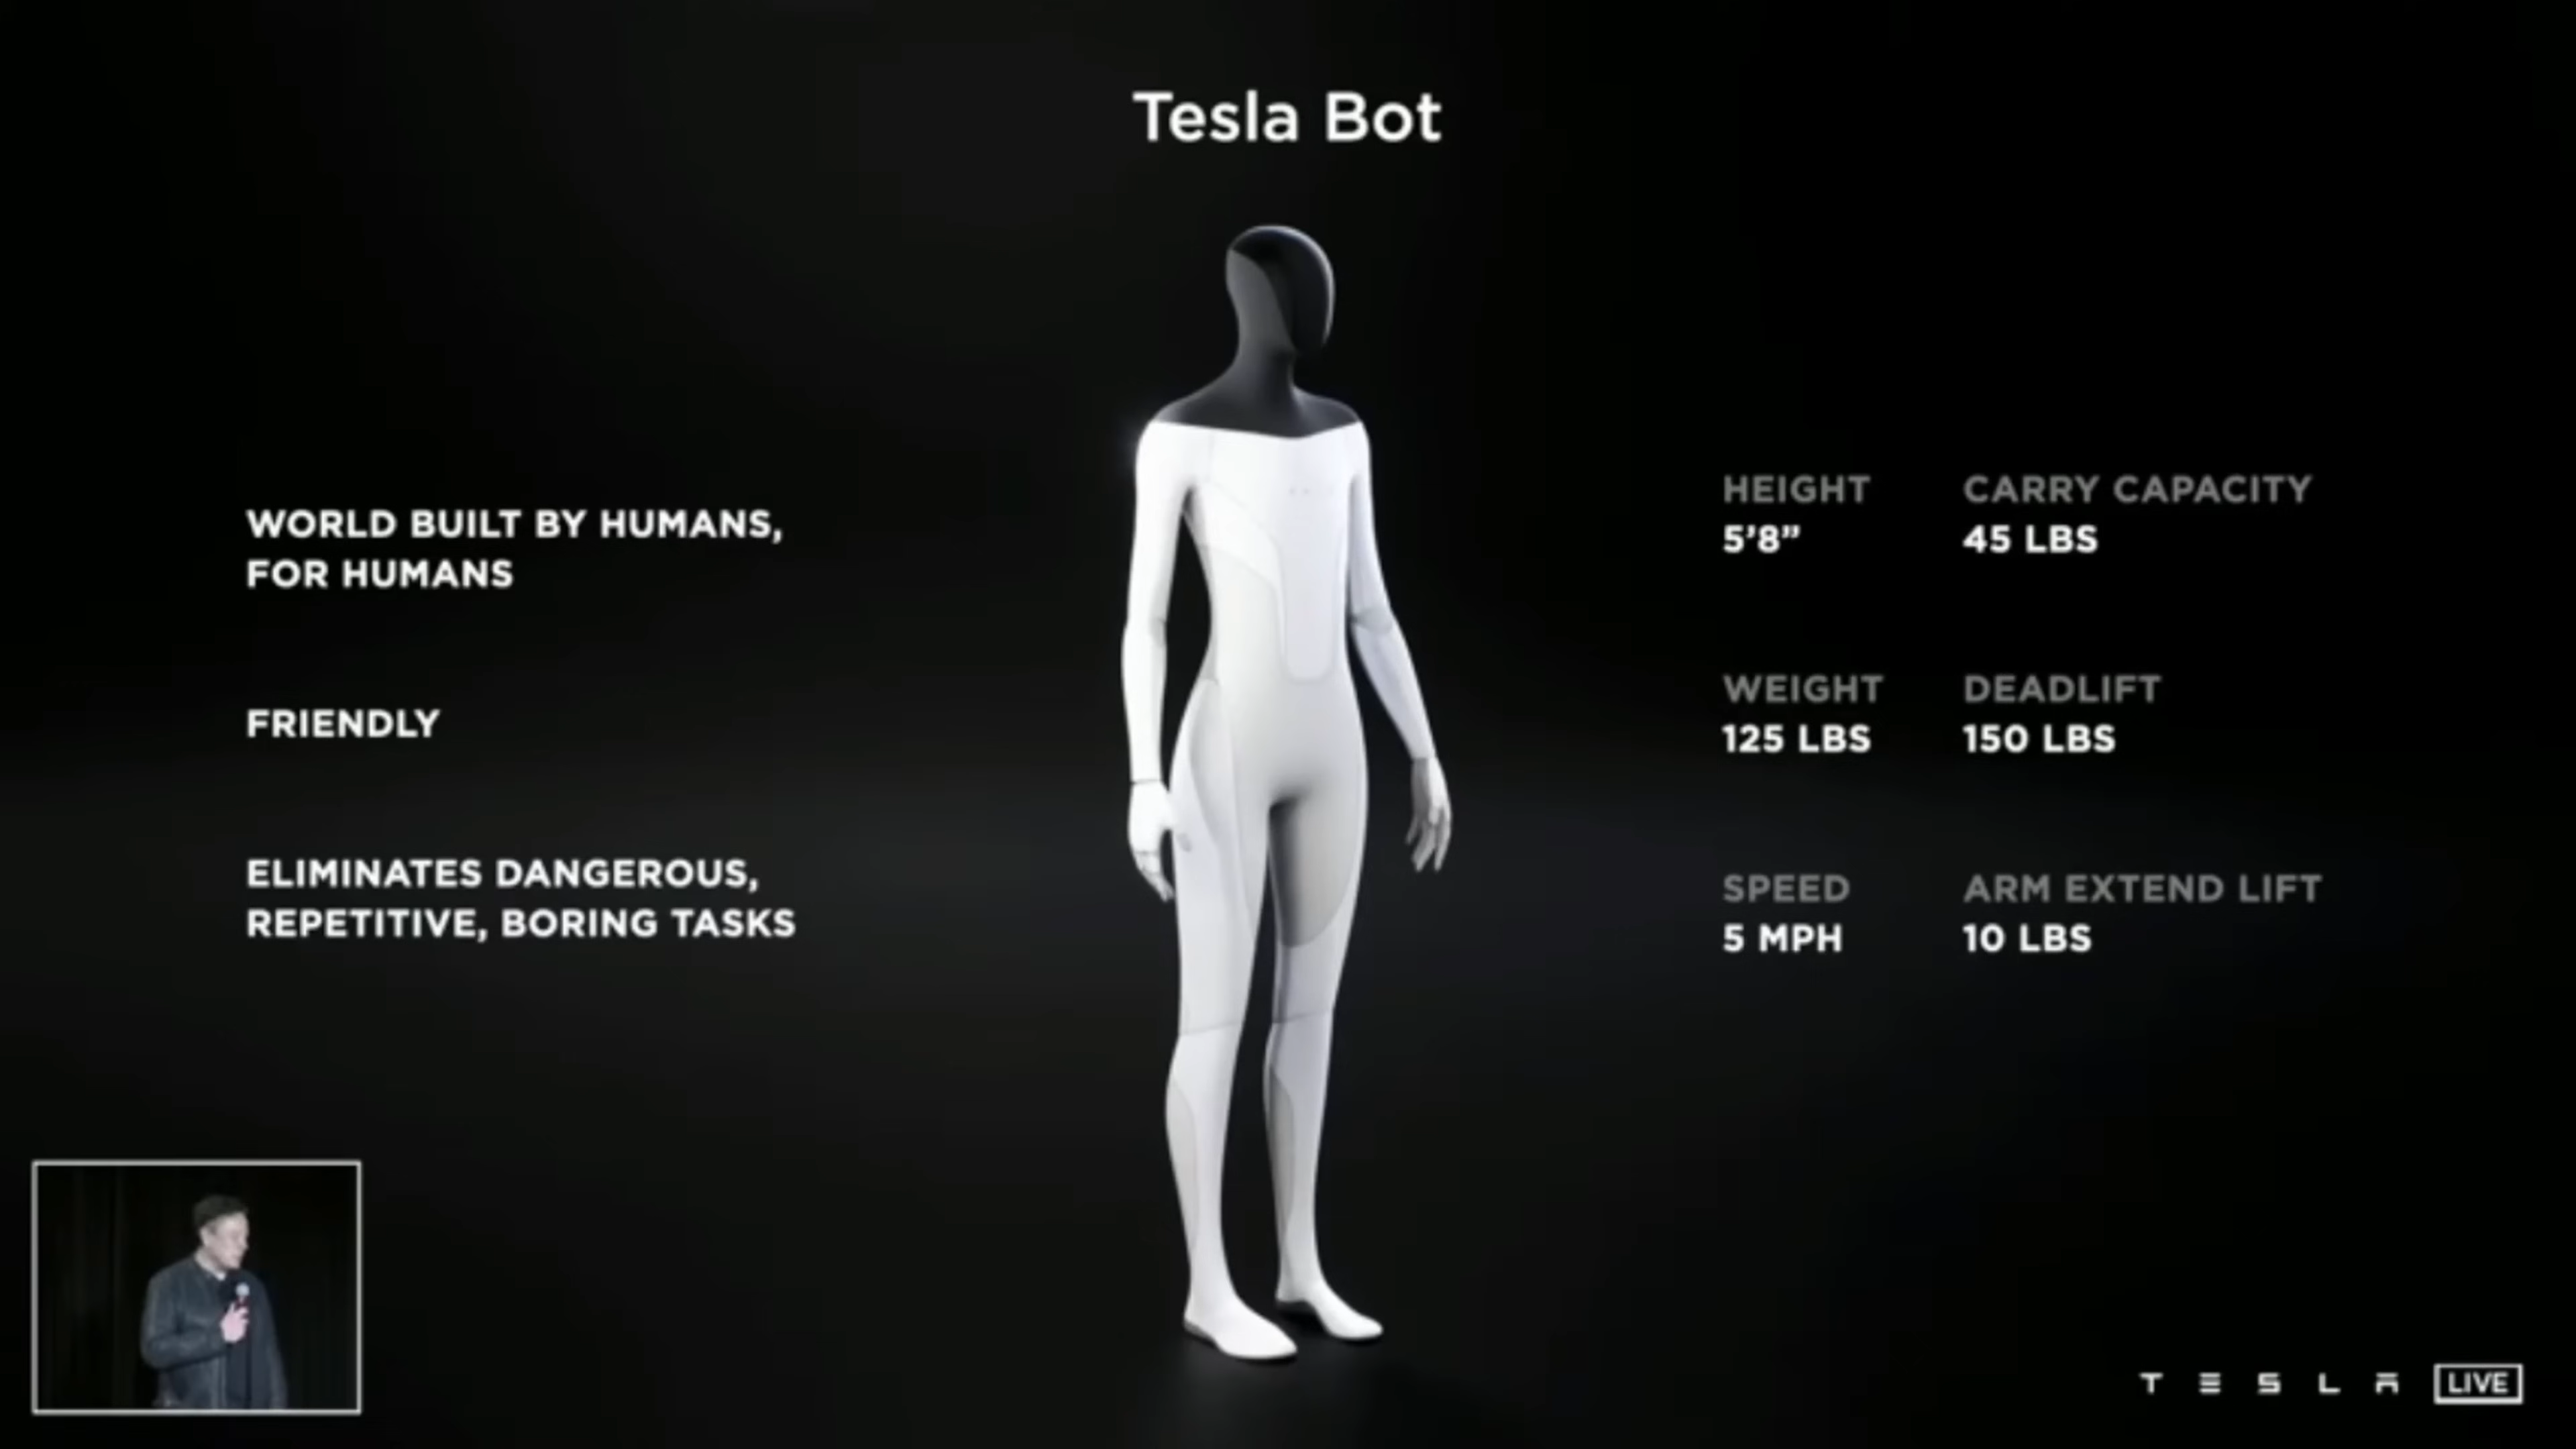 Tesla Bot
WORLD BUILT BY HUMANS,
FOR HUMANS
FRIENDLY
ELIMINATES DANGEROUS,
REPETITIVE, BORING TASKS
HEIGHT
5’8”
CARRY CAPACITY
45 LBS
WEIGHT
125 LBS
DEADLIFT
150 LBS
SPEED
5 MPH
ARM EXTEND LIFT
10 LBS
TESLA LIVE